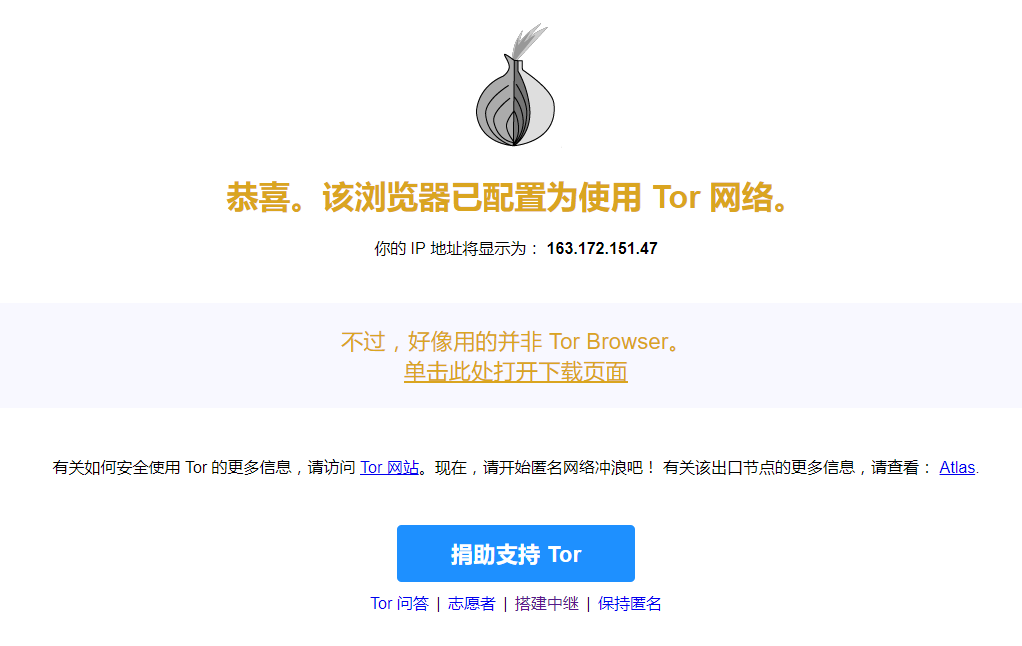 恭喜。该浏览器已配置为使用 Tor 网络。
你的 IP 地址将显示为： 163.172.151.47
不过，好像用的并非 Tor Browser。
单击此处打开下载页面
有关如何安全使用 Tor 的更多信息，请访问 Tor 网站。现在，请开始匿名网络冲浪吧！ 有关该出口节点的更多信息，请查看： Atlas.
捐助支持 Tor
Tor 问答 | 志愿者 | 搭建中继 | 保持匿名